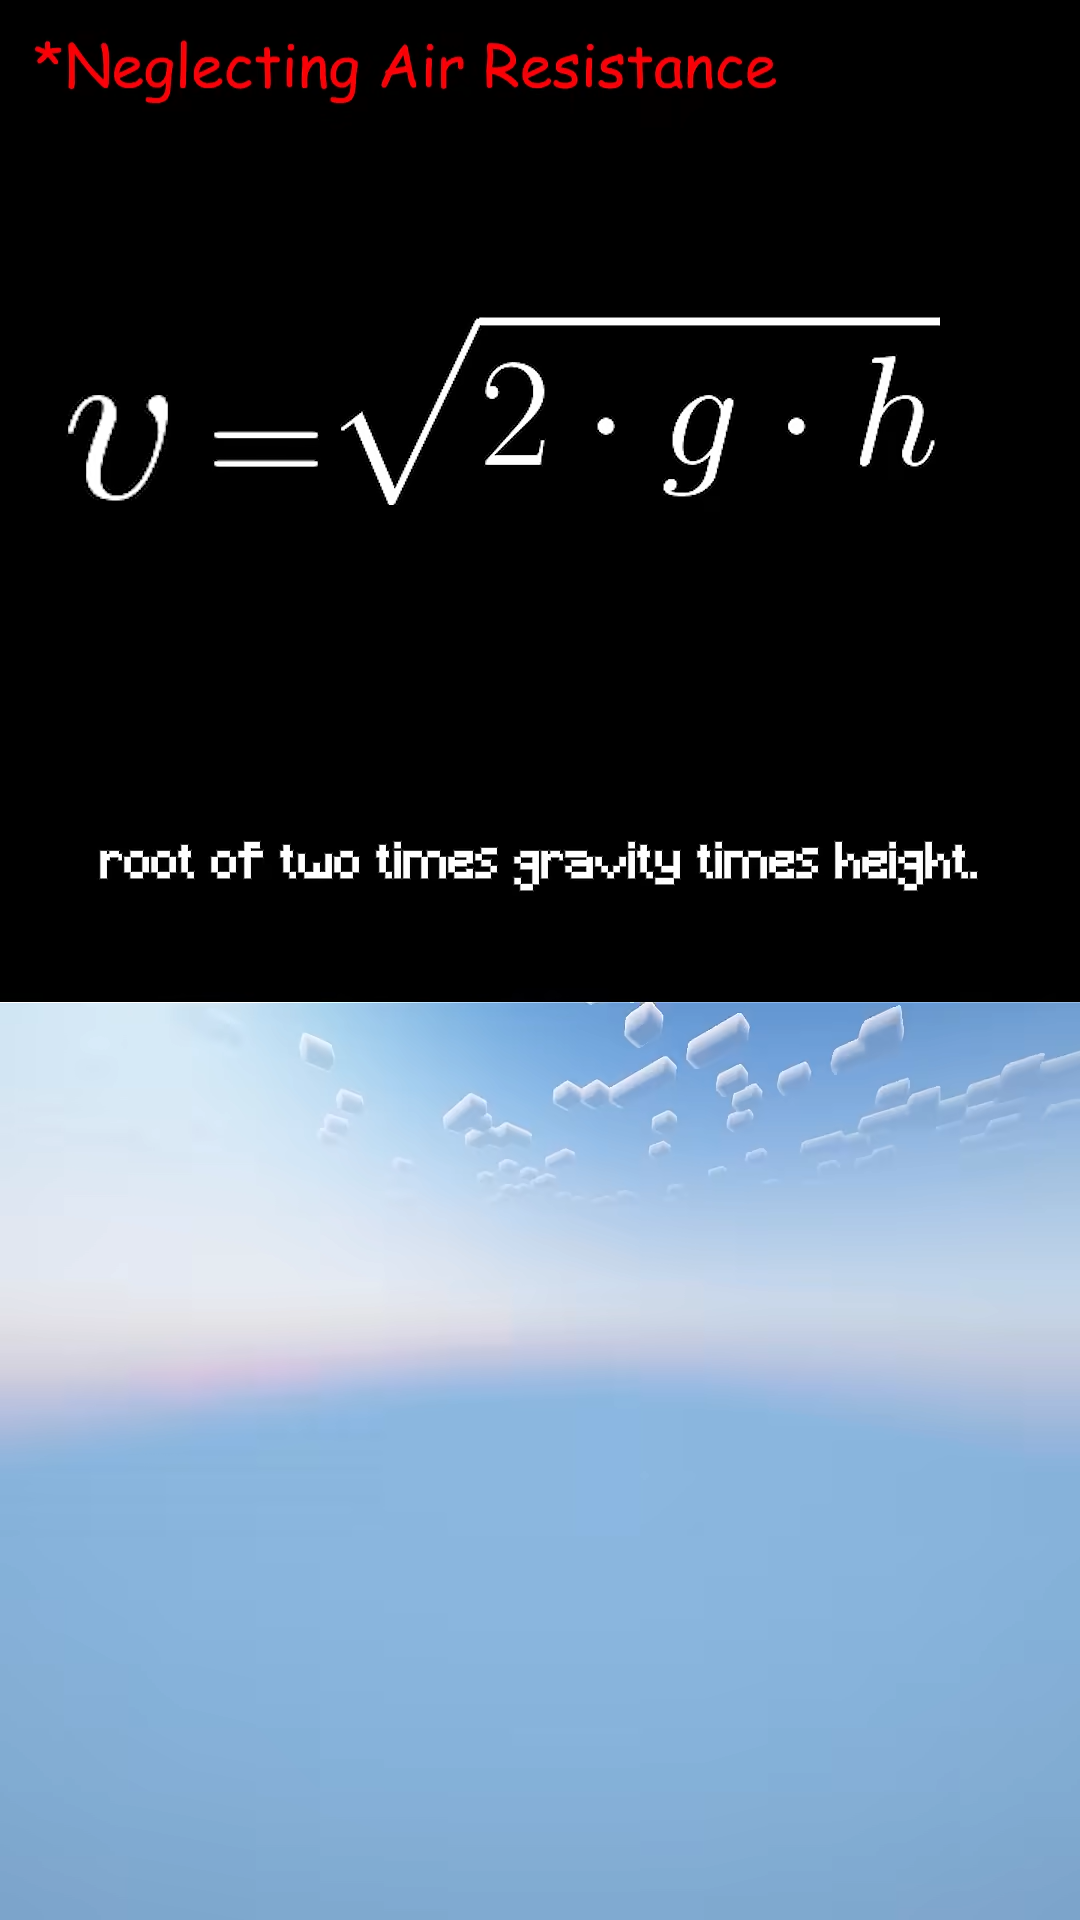 *Neglecting Air Resistance
v = √2 · g · h
root of two times gravity times height.